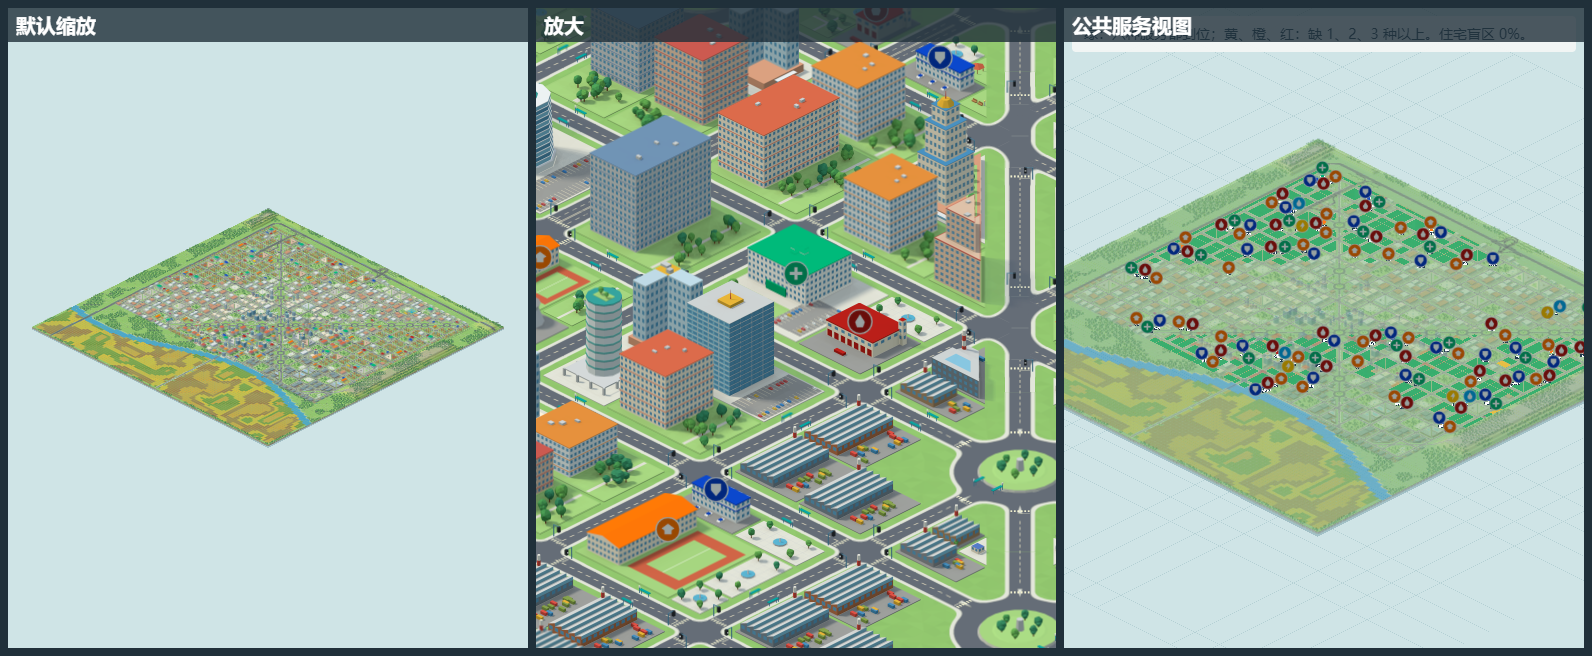 默认缩放
放大
公共服务视图
位；黄、橙、红：缺 1、2、3 种以上。住宅盲区 0%。